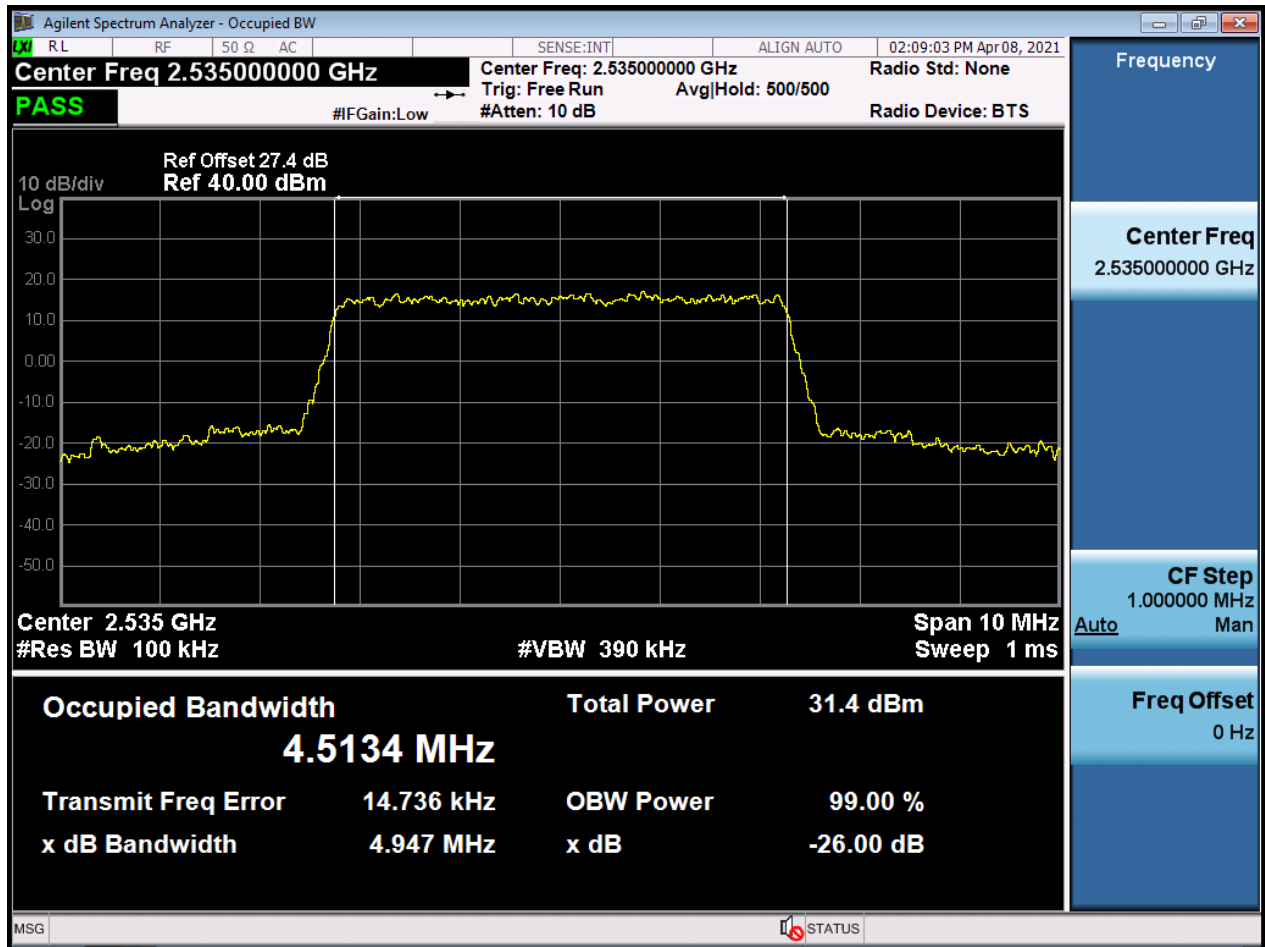 Agilent Spectrum Analyzer - Occupied BW
LXI RL RF 50 Ω AC SENSE:INT ALIGN AUTO 02:09:03 PM Apr 08, 2021
Center Freq 2.535000000 GHz
PASS
#IFGain:Low
Center Freq: 2.535000000 GHz
Trig: Free Run Avg|Hold: 500/500
#Atten: 10 dB
Radio Std: None
Radio Device: BTS
Ref Offset 27.4 dB
10 dB/div Ref 40.00 dBm
Log
30.0
20.0
10.0
0.00
-10.0
-20.0
-30.0
-40.0
-50.0
Center 2.535 GHz Span 10 MHz
#Res BW 100 kHz #VBW 390 kHz Sweep 1 ms
Occupied Bandwidth Total Power 31.4 dBm
4.5134 MHz
Transmit Freq Error 14.736 kHz OBW Power 99.00 %
x dB Bandwidth 4.947 MHz x dB -26.00 dB
Frequency
Center Freq
2.535000000 GHz
CF Step
1.000000 MHz
Auto Man
Freq Offset
0 Hz
MSG STATUS